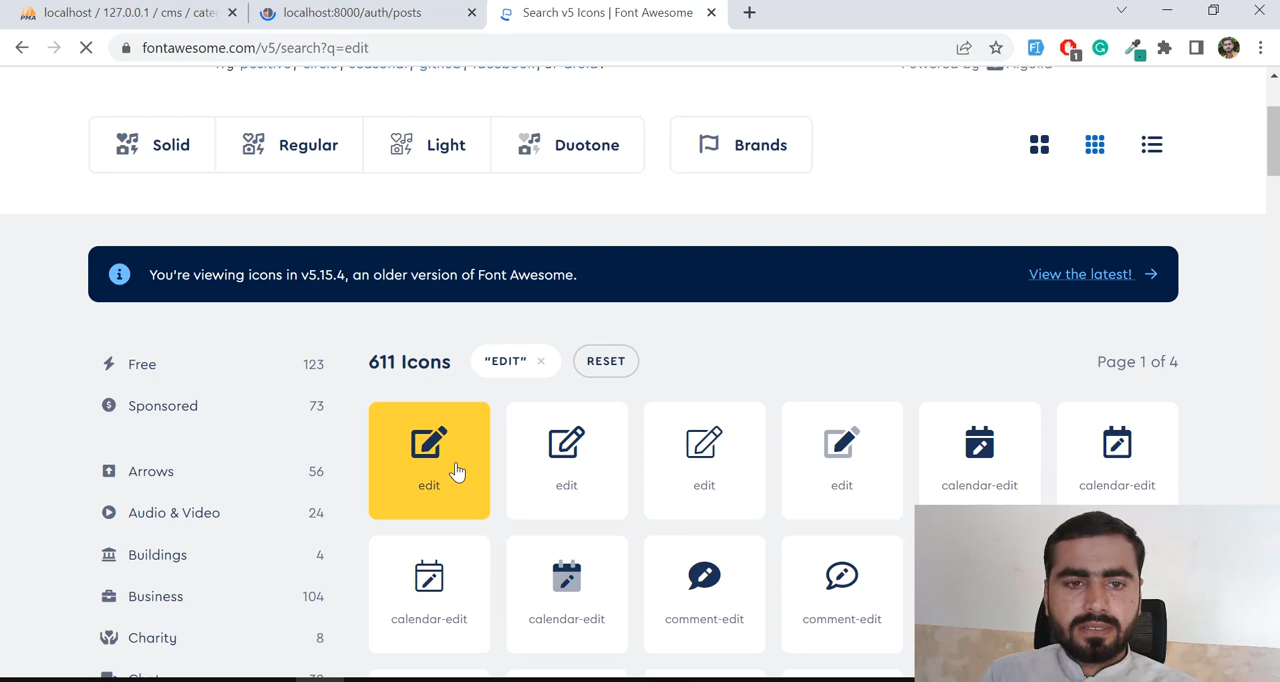 localhost / 127.0.0.1 / cms / cate
localhost:8000/auth/posts
Search v5 Icons | Font Awesome
fontawesome.com/v5/search?q=edit
Solid
Regular
Light
Duotone
Brands
You're viewing icons in v5.15.4, an older version of Font Awesome.
View the latest!
Free 123
Sponsored 73
Arrows 56
Audio & Video 24
Buildings 4
Business 104
Charity 8
611 Icons
"EDIT"
RESET
Page 1 of 4
edit
edit
edit
edit
calendar-edit
calendar-edit
calendar-edit
calendar-edit
comment-edit
comment-edit